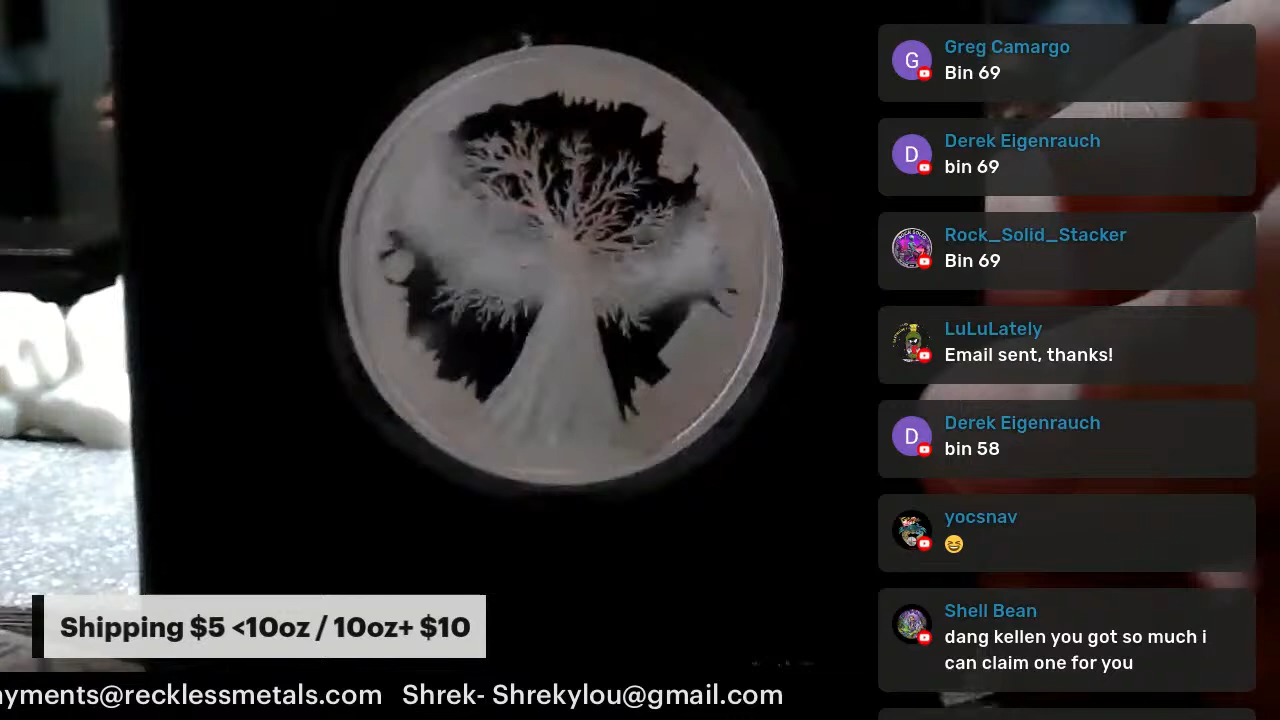 Greg Camargo
Bin 69
Derek Eigenrauch
bin 69
Rock_Solid_Stacker
Bin 69
LuLuLately
Email sent, thanks!
Derek Eigenrauch
bin 58
yocsnav
😆
Shell Bean
dang kellen you got so much i
can claim one for you
Shipping $5 <10oz / 10oz+ $10
ayments@recklessmetals.com Shrek- Shrekylou@gmail.com